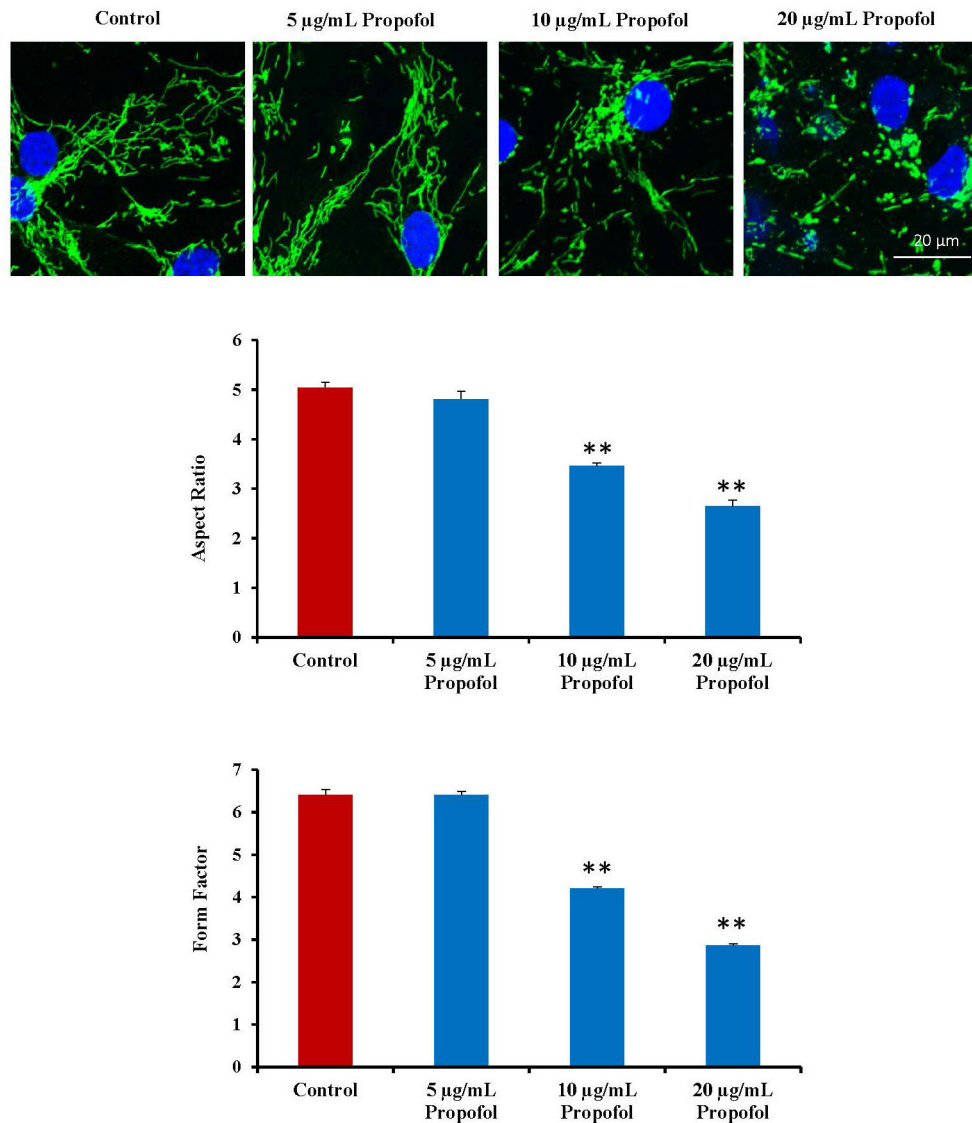 Control
5 µg/mL Propofol
10 µg/mL Propofol
20 µg/mL Propofol
20 µm
6
5
4
3
2
1
0
Aspect Ratio
**
**
Control
5 µg/mL
Propofol
10 µg/mL
Propofol
20 µg/mL
Propofol
7
6
5
4
3
2
1
0
Form Factor
**
**
Control
5 µg/mL
Propofol
10 µg/mL
Propofol
20 µg/mL
Propofol